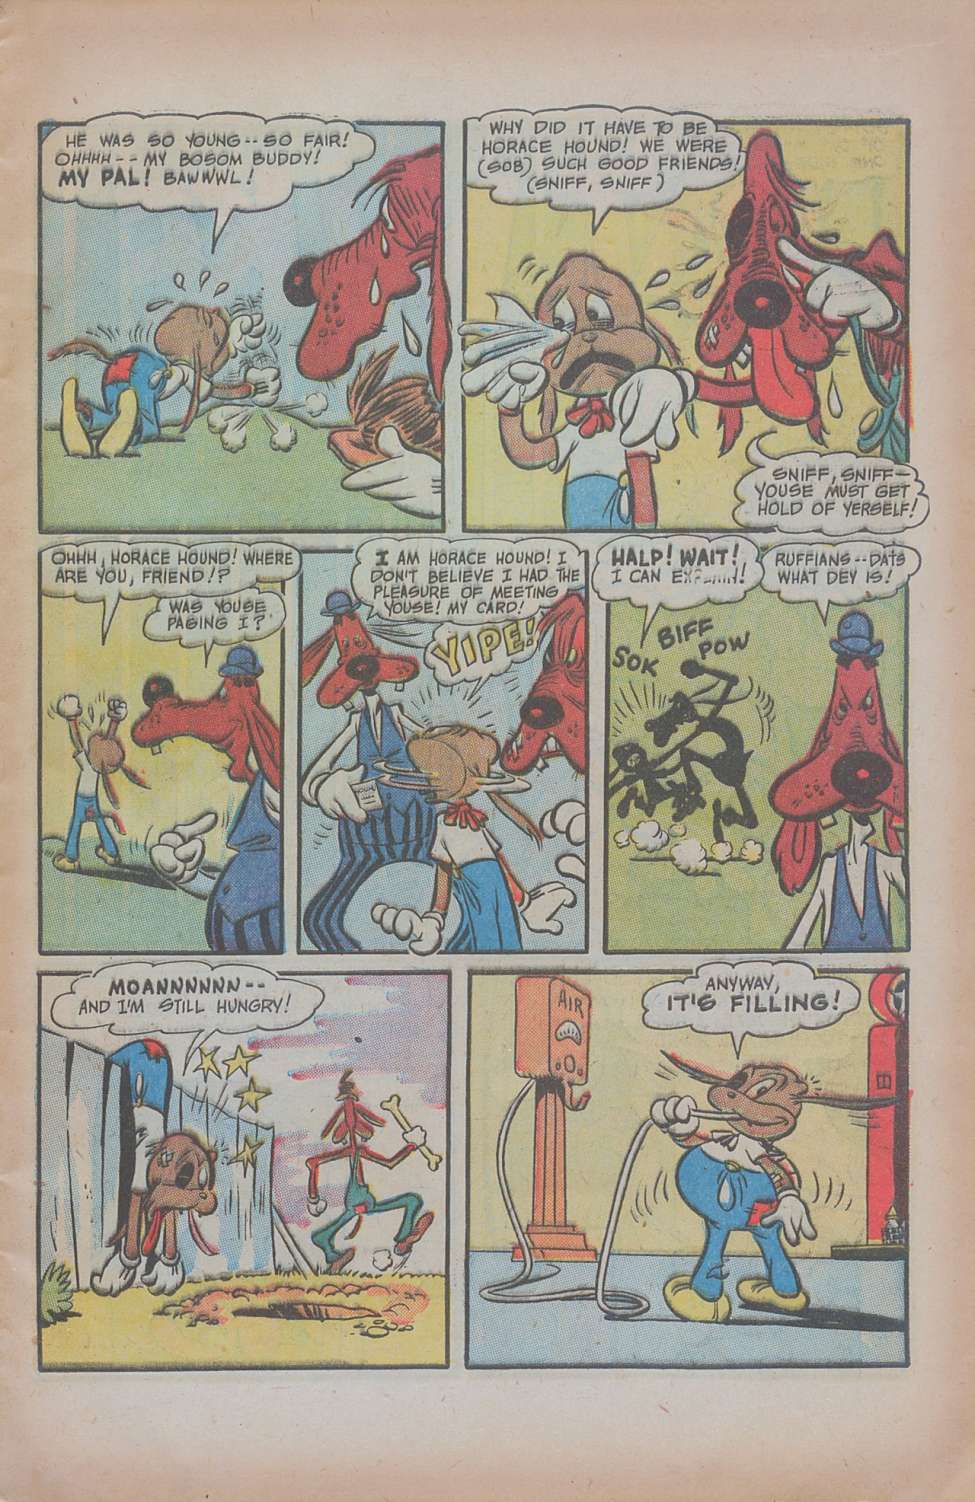 HE WAS SO YOUNG -- SO FAIR!
OHHHH -- MY BOSOM BUDDY!
MY PAL! BAWWWL!
WHY DID IT HAVE TO BE
HORACE HOUND! WE WERE
(SOB) SUCH GOOD FRIENDS!
(SNIFF, SNIFF)
SNIFF, SNIFF--
YOUSE MUST GET
HOLD OF YERSELF!
OHHH, HORACE HOUND! WHERE
ARE YOU, FRIEND!?
WAS YOUSE
PAGING I?
I AM HORACE HOUND! I
DON'T BELIEVE I HAD THE
PLEASURE OF MEETING
YOUSE! MY CARD!
YIPE!
HALP! WAIT!
I CAN
RUFFIANS -- DATS
WHAT DEY IS!
SOK
BIFF
POW
MOANNNNNN --
AND I'M STILL HUNGRY!
ANYWAY,
IT'S FILLING!
AIR